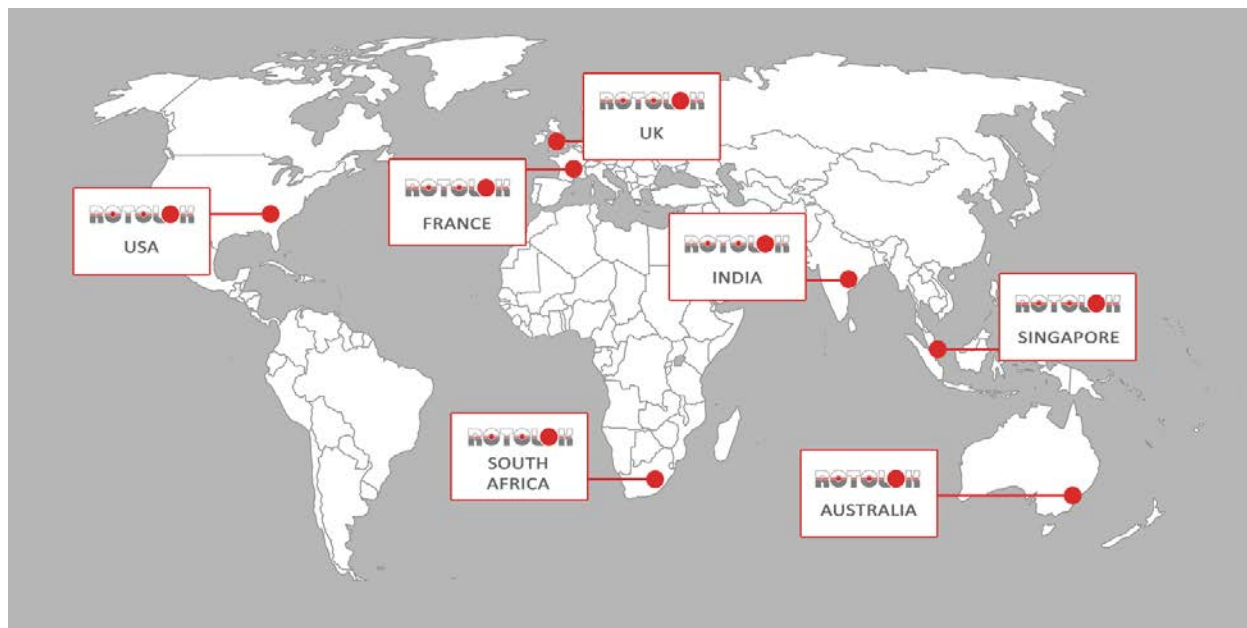 ROTOLOK
UK
ROTOLOK
FRANCE
ROTOLOK
USA
ROTOLOK
INDIA
ROTOLOK
SINGAPORE
ROTOLOK
SOUTH
AFRICA
ROTOLOK
AUSTRALIA